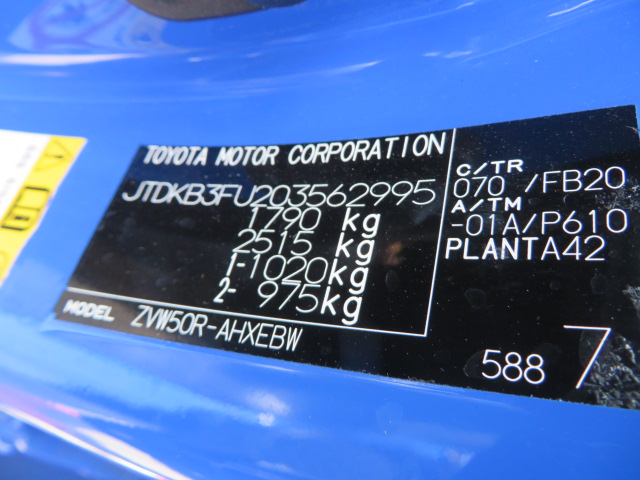 TOYOTA MOTOR CORPORATION
JTDKB3FU203562995
1790 kg
2515 kg
1-1020kg
2- 975kg
MODEL ZVW50R-AHXEBW
C/TR
070 /FB20
A/TM
-01A/P610
PLANTA42
588 7